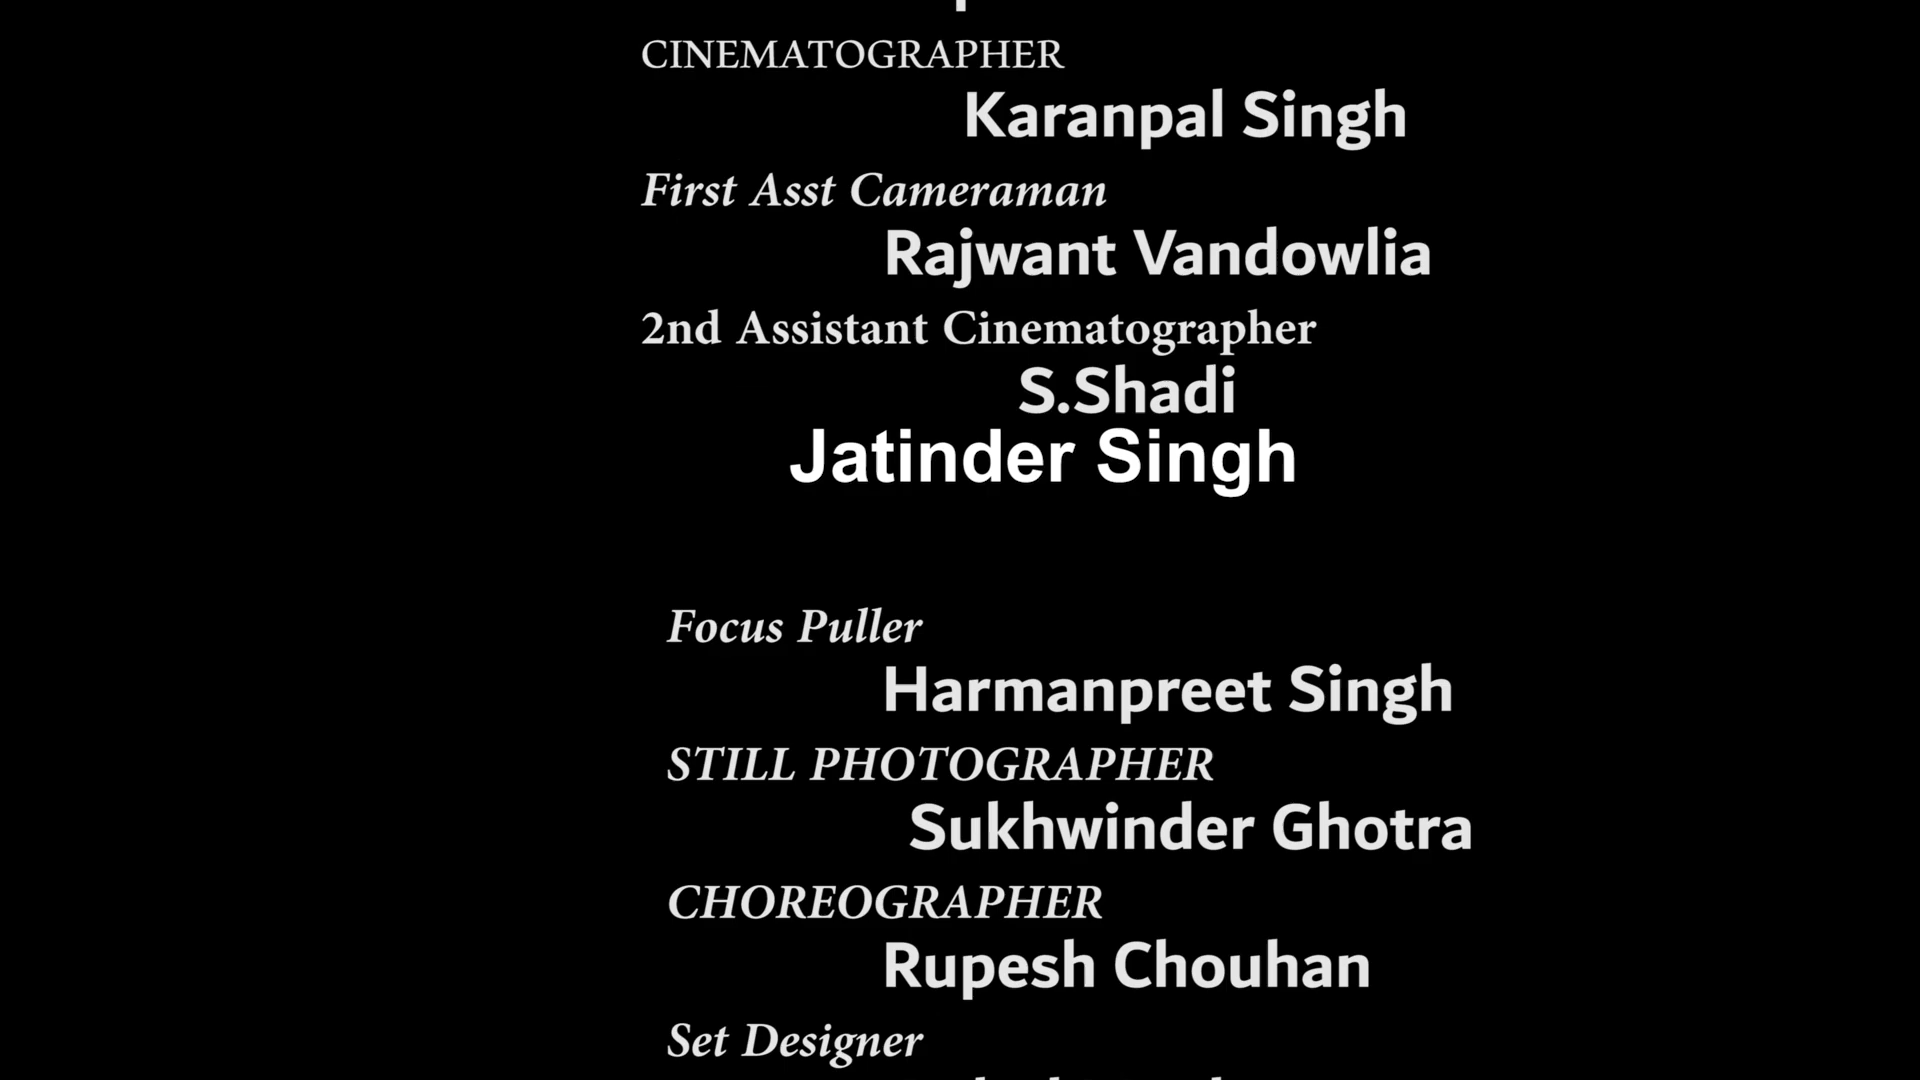 CINEMATOGRAPHER
Karanpal Singh
First Asst Cameraman
Rajwant Vandowlia
2nd Assistant Cinematographer
S.Shadi
Jatinder Singh
Focus Puller
Harmanpreet Singh
STILL PHOTOGRAPHER
Sukhwinder Ghotra
CHOREOGRAPHER
Rupesh Chouhan
Set Designer